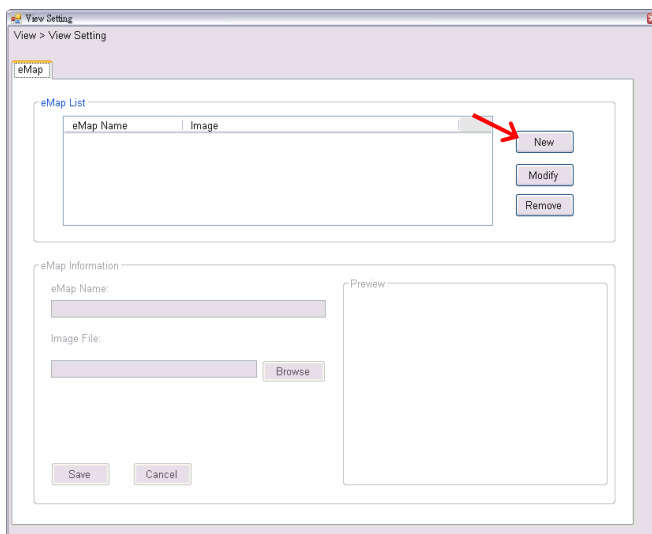 View Setting
View > View Setting
eMap
eMap List
eMap Name Image
New
Modify
Remove
eMap Information
eMap Name:
Preview
Image File:
Browse
Save Cancel